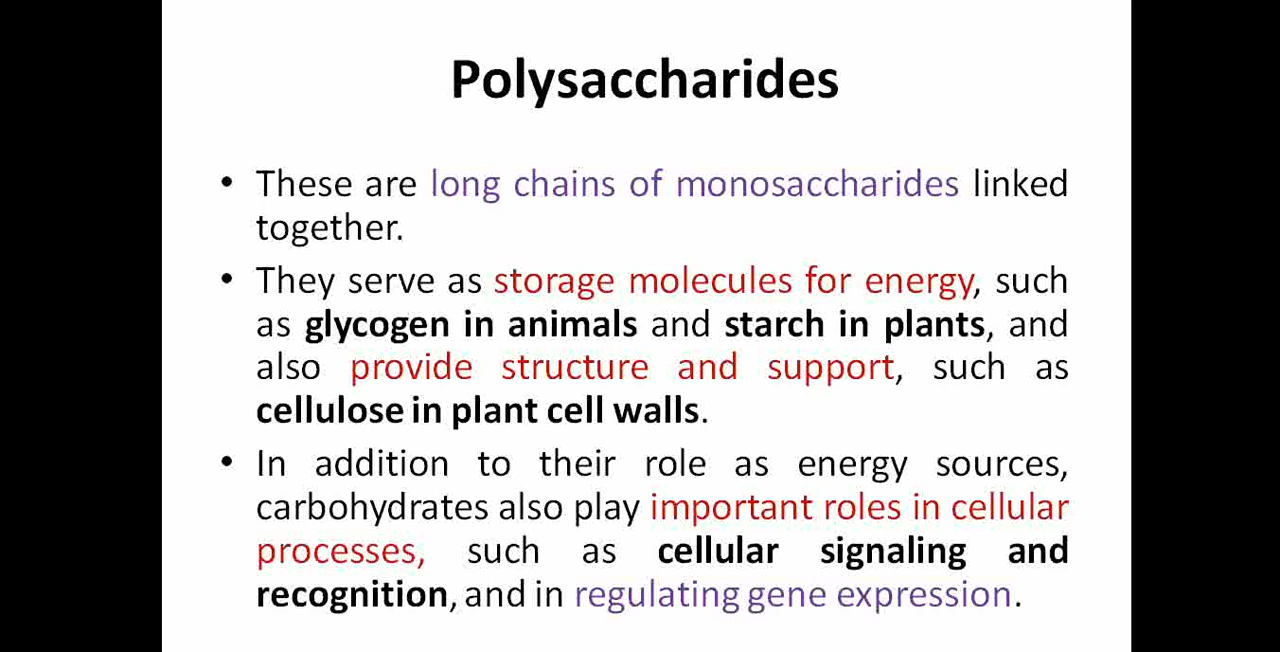 Polysaccharides
• These are long chains of monosaccharides linked
together.
• They serve as storage molecules for energy, such
as glycogen in animals and starch in plants, and
also provide structure and support, such as
cellulose in plant cell walls.
• In addition to their role as energy sources,
carbohydrates also play important roles in cellular
processes, such as cellular signaling and
recognition, and in regulating gene expression.